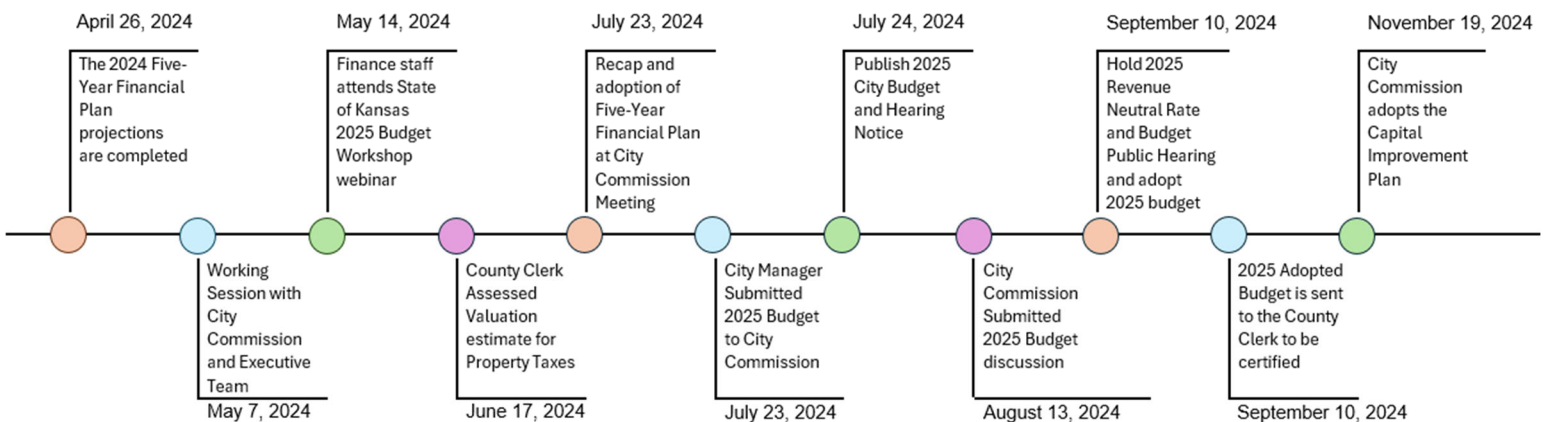 April 26, 2024
The 2024 Five-
Year Financial
Plan
projections
are completed
Working
Session with
City
Commission
and Executive
Team
May 7, 2024
May 14, 2024
Finance staff
attends State
of Kansas
2025 Budget
Workshop
webinar
County Clerk
Assessed
Valuation
estimate for
Property Taxes
June 17, 2024
July 23, 2024
Recap and
adoption of
Five-Year
Financial Plan
at City
Commission
Meeting
City Manager
Submitted
2025 Budget
to City
Commission
July 23, 2024
July 24, 2024
Publish 2025
City Budget
and Hearing
Notice
City
Commission
Submitted
2025 Budget
discussion
August 13, 2024
September 10, 2024
Hold 2025
Revenue
Neutral Rate
and Budget
Public Hearing
and adopt
2025 budget
2025 Adopted
Budget is sent
to the County
Clerk to be
certified
September 10, 2024
November 19, 2024
City
Commission
adopts the
Capital
Improvement
Plan